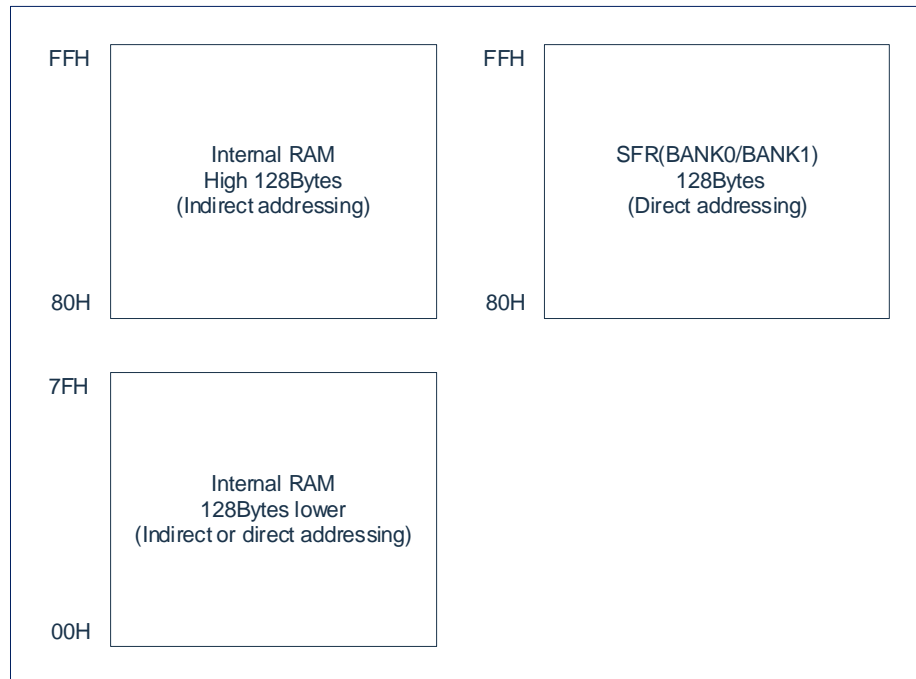 FFH
Internal RAM
High 128Bytes
(Indirect addressing)
80H
FFH
SFR(BANK0/BANK1)
128Bytes
(Direct addressing)
80H
7FH
Internal RAM
128Bytes lower
(Indirect or direct addressing)
00H